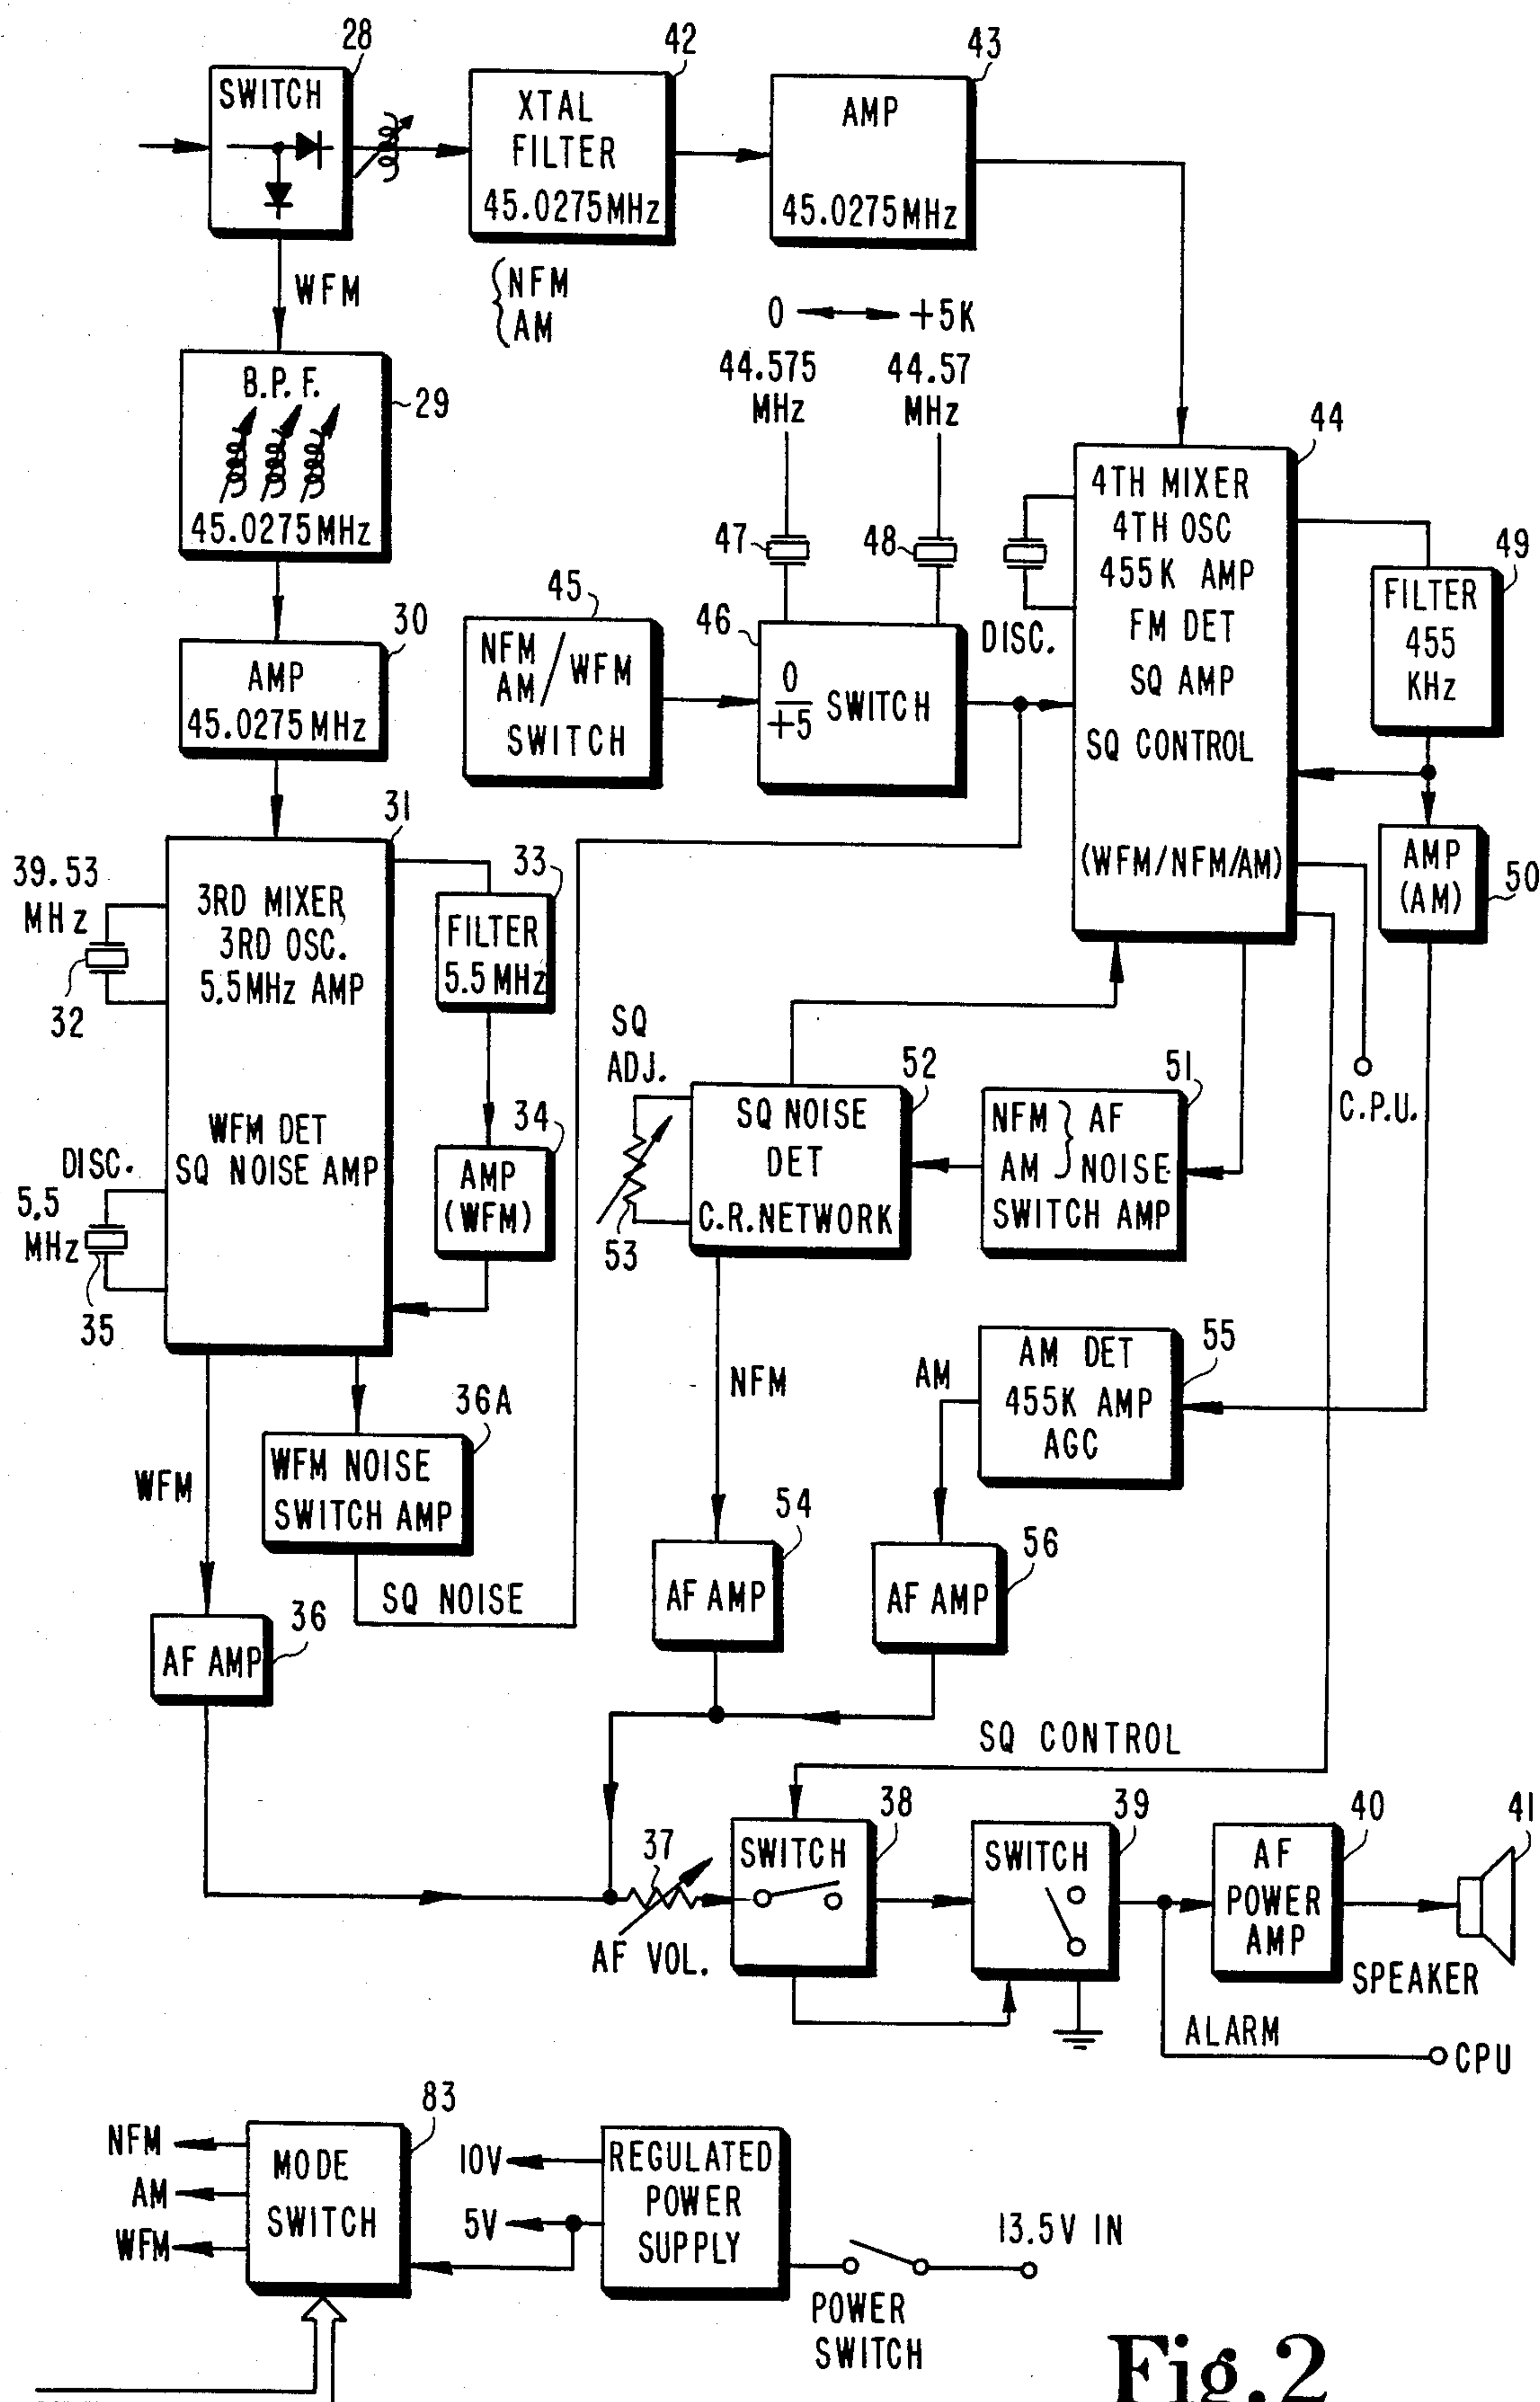 28
SWITCH
42
XTAL
FILTER
45.0275MHz
43
AMP
45.0275MHz
WFM
NFM
AM
0 +5K
44.575
MHz
44.57
MHz
B.P.F.
45.0275MHz
29
44
4TH MIXER
4TH OSC
455K AMP
FM DET
SQ AMP
SQ CONTROL
(WFM/NFM/AM)
47
48
DISC.
49
FILTER
455
KHz
30
AMP
45.0275MHz
45
NFM
AM/WFM
SWITCH
46
0
+5 SWITCH
AMP
(AM)
50
31
39.53
MHz
32
3RD MIXER,
3RD OSC.
5.5MHz AMP
WFM DET
SQ NOISE AMP
33
FILTER
5.5MHz
34
AMP
(WFM)
DISC.
5.5
MHz
35
SQ
ADJ.
53
52
SQ NOISE
DET
C.R.NETWORK
51
NFM AF
AM NOISE
SWITCH AMP
C.P.U.
NFM
AM
55
AM DET
455K AMP
AGC
WFM
36A
WFM NOISE
SWITCH AMP
SQ NOISE
36
AF AMP
54
AF AMP
56
AF AMP
SQ CONTROL
37
AF VOL.
38
SWITCH
39
SWITCH
40
AF
POWER
AMP
41
SPEAKER
ALARM
CPU
NFM
AM
WFM
83
MODE
SWITCH
10V
5V
REGULATED
POWER
SUPPLY
13.5V IN
POWER
SWITCH
Fig.2